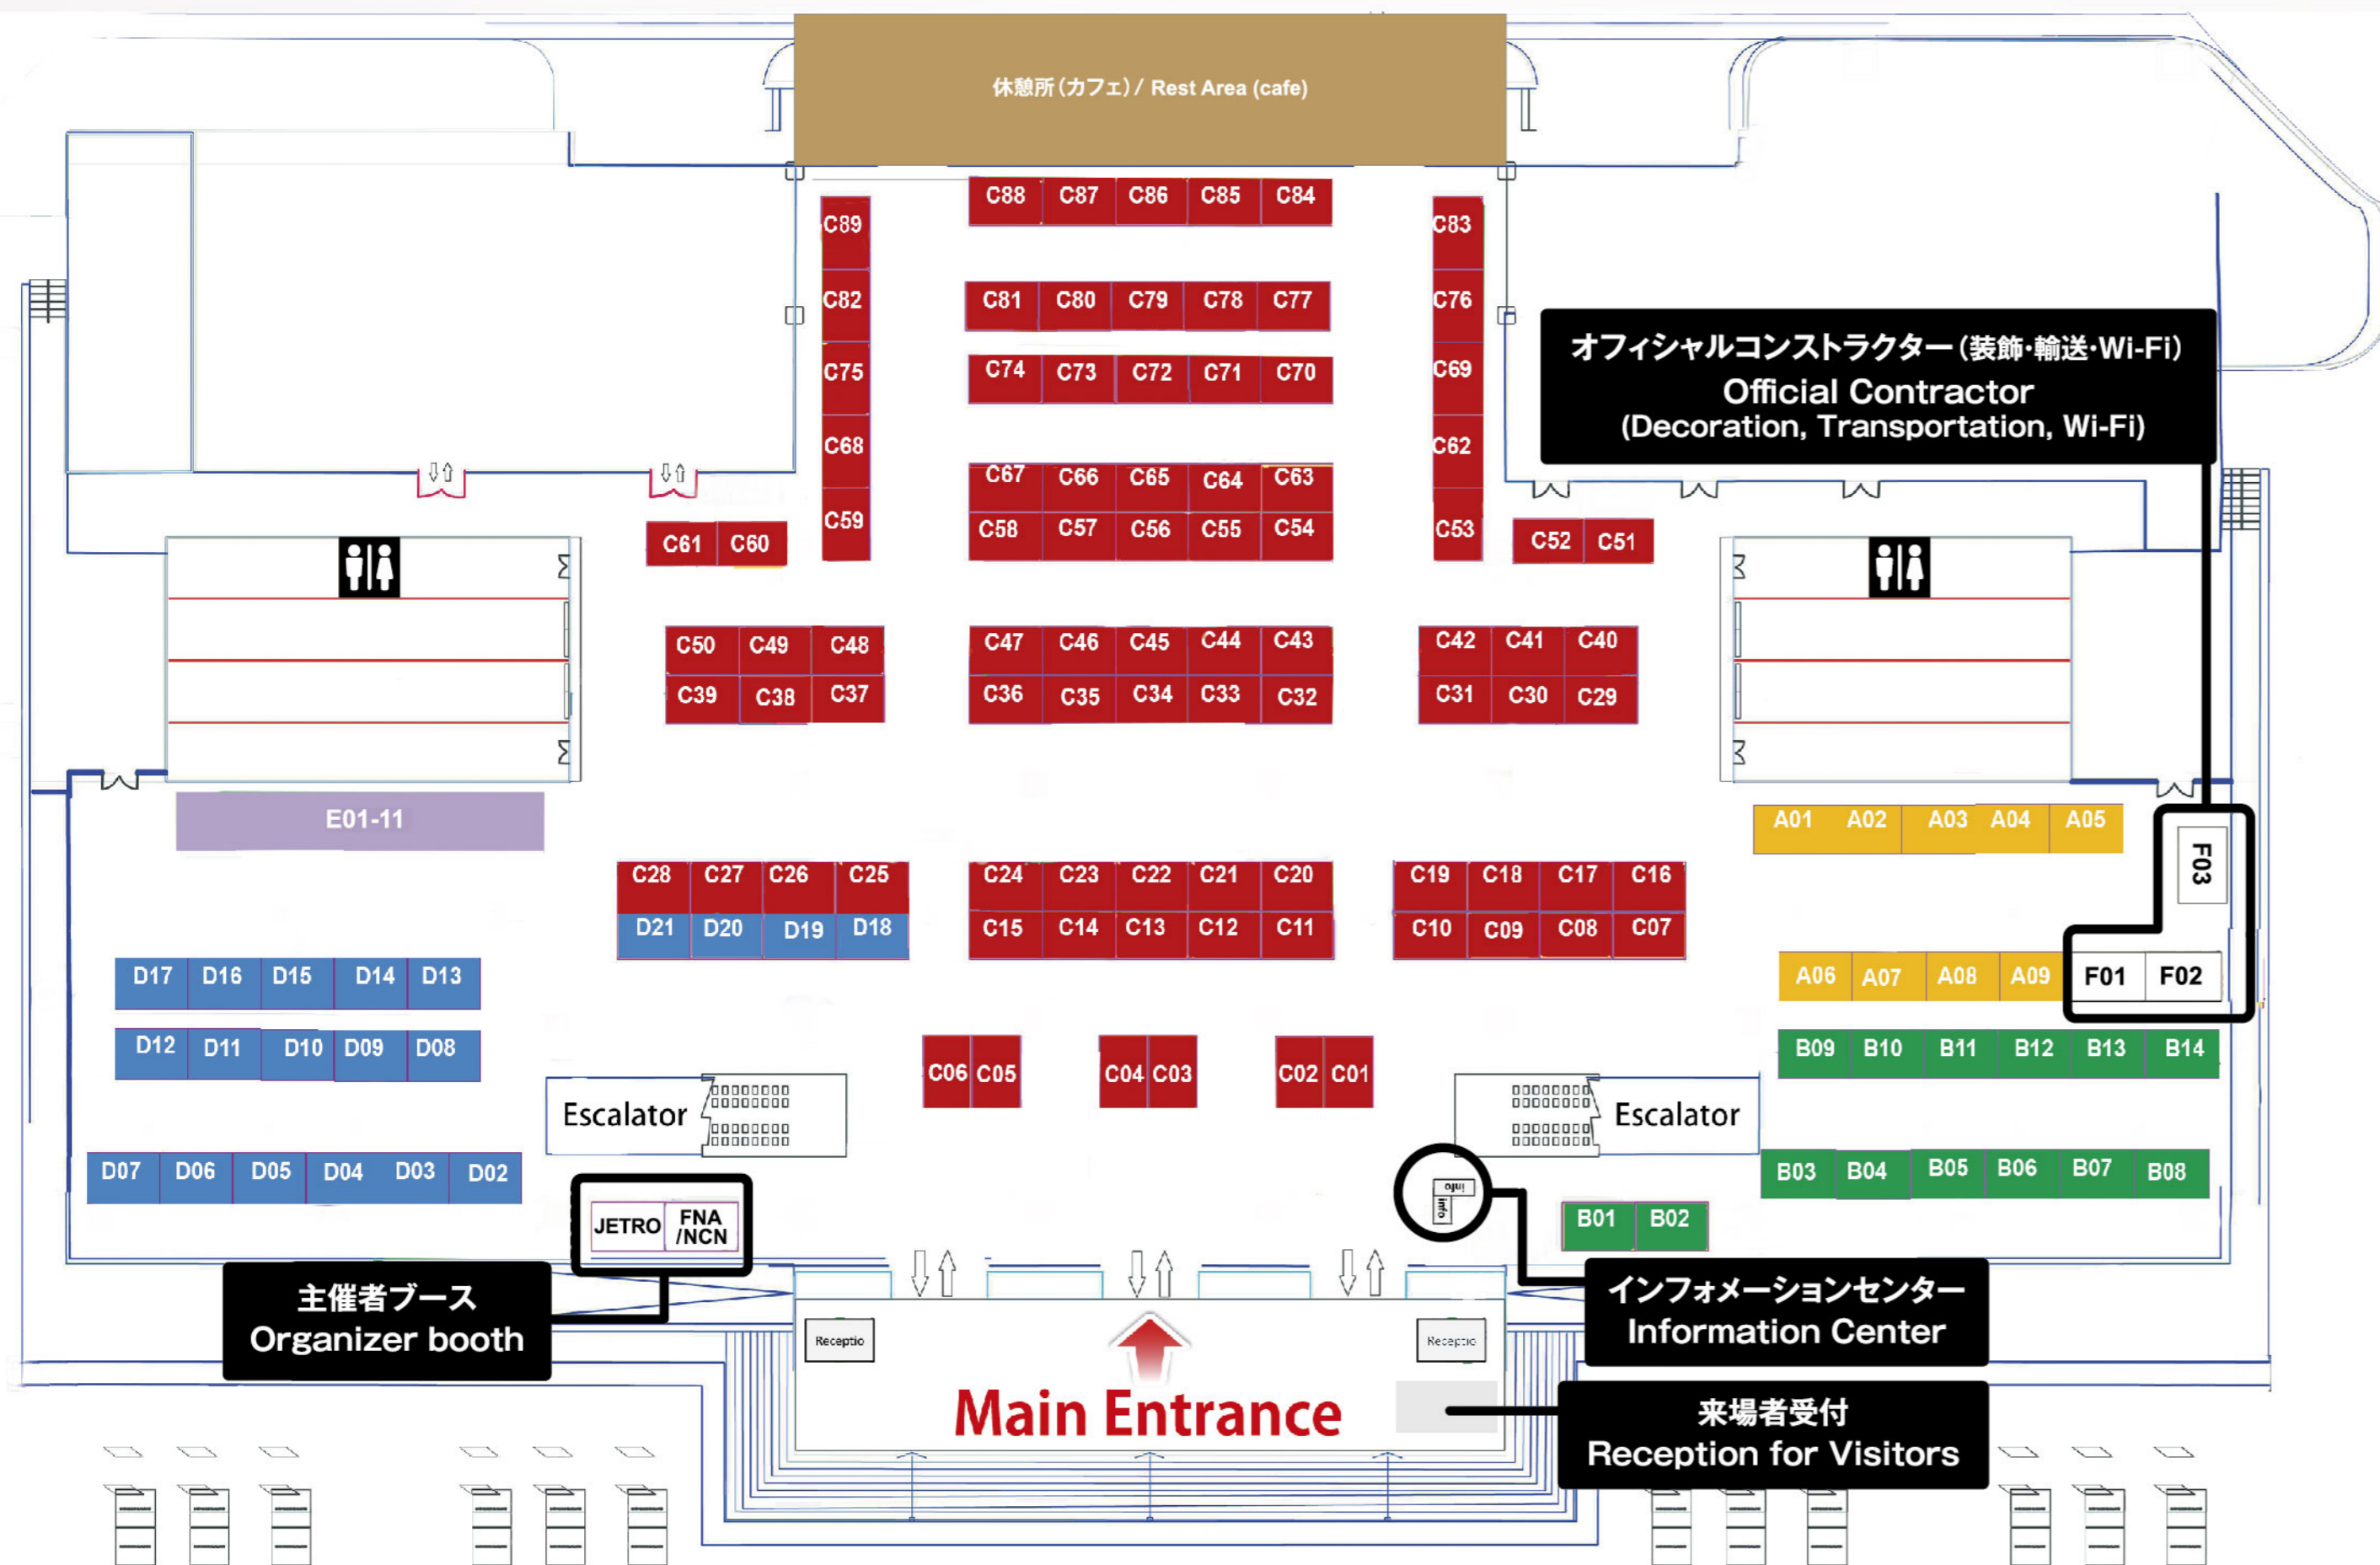 休憩所(カフェ)/ Rest Area (cafe)
C88 C87 C86 C85 C84
C89
C83
C81 C80 C79 C78 C77
C82
C76
C74 C73 C72 C71 C70
C75
C69
C68
C62
C67 C66 C65 C64 C63
C58 C57 C56 C55 C54
C59
C53
C61 C60
C52 C51
オフィシャルコンストラクター(装飾・輸送・Wi-Fi)
Official Contractor
(Decoration, Transportation, Wi-Fi)
C50 C49 C48
C39 C38 C37
C47 C46 C45 C44 C43
C36 C35 C34 C33 C32
C42 C41 C40
C31 C30 C29
E01-11
A01 A02 A03 A04 A05
F03
C28 C27 C26 C25
D21 D20 D19 D18
C24 C23 C22 C21 C20
C15 C14 C13 C12 C11
C19 C18 C17 C16
C10 C09 C08 C07
D17 D16 D15 D14 D13
A06 A07 A08 A09 F01 F02
D12 D11 D10 D09 D08
B09 B10 B11 B12 B13 B14
C06 C05
C04 C03
C02 C01
Escalator
Escalator
D07 D06 D05 D04 D03 D02
B03 B04 B05 B06 B07 B08
info
info
JETRO
FNA
/NCN
B01 B02
主催者ブース
Organizer booth
インフォメーションセンター
Information Center
Receptio
Receptio
Main Entrance
来場者受付
Reception for Visitors